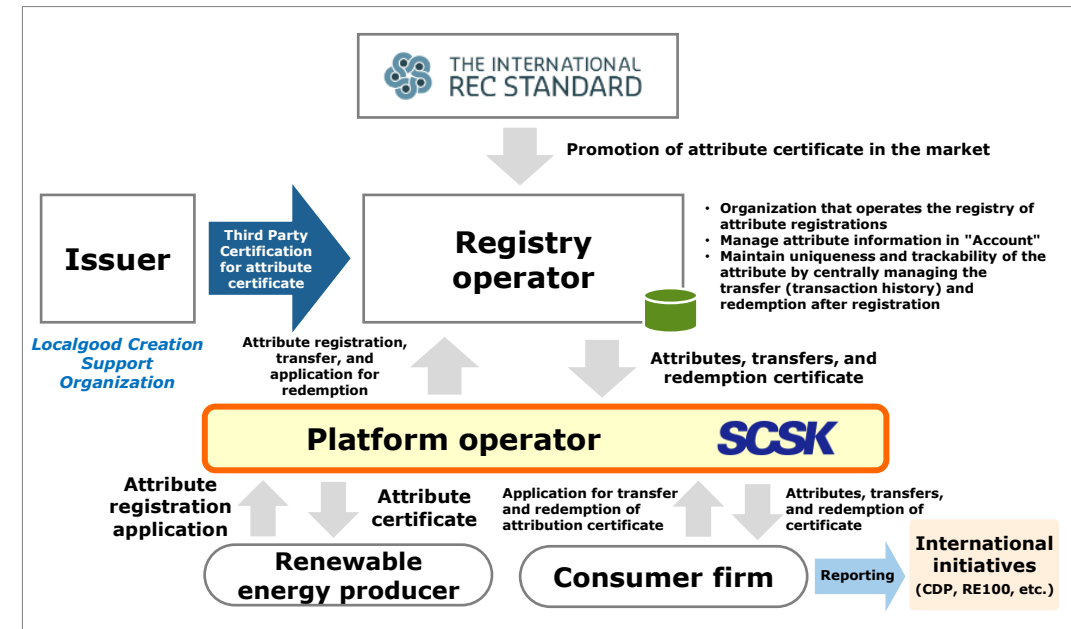 THE INTERNATIONAL
REC STANDARD
Promotion of attribute certificate in the market
Issuer
Third Party
Certification
for attribute
certificate
Registry
operator
• Organization that operates the registry of
attribute registrations
• Manage attribute information in "Account"
• Maintain uniqueness and trackability of the
attribute by centrally managing the
transfer (transaction history) and
redemption after registration
Localgood Creation
Support
Organization
Attribute registration,
transfer, and
application for
redemption
Attributes, transfers, and
redemption certificate
Platform operator
SCSK
Attribute
registration
application
Attribute
certificate
Application for transfer
and redemption of
attribution certificate
Attributes, transfers,
and redemption of
certificate
Renewable
energy producer
Consumer firm
Reporting
International
initiatives
(CDP, RE100, etc.)